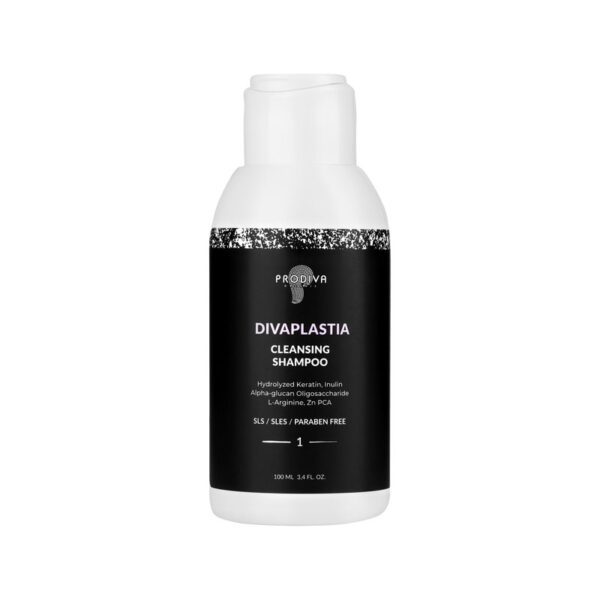 PRODIVA
DIVAPLASTIA
CLEANSING
SHAMPOO
Hydrolyzed Keratin, Inulin
Alpha-glucan Oligosaccharide
L-Arginine, Zn PCA
SLS / SLES / PARABEN FREE
1
100 ML 3,4 FL. OZ.